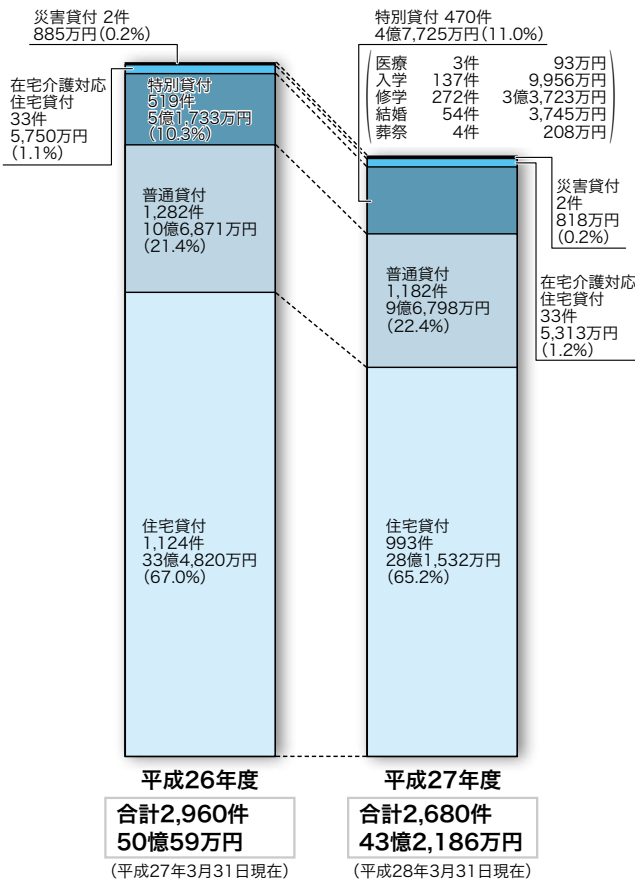 災害貸付 2件
885万円(0.2%)
在宅介護対応
住宅貸付
33件
5,750万円
(1.1%)
特別貸付
519件
5億1,733万円
(10.3%)
普通貸付
1,282件
10億6,871万円
(21.4%)
住宅貸付
1,124件
33億4,820万円
(67.0%)
平成26年度
合計2,960件
50憶59万円
(平成27年3月31日現在)
特別貸付 470件
4億7,725万円(11.0%)
医療 3件 93万円
入学 137件 9,956万円
修学 272件 3億3,723万円
結婚 54件 3,745万円
葬祭 4件 208万円
災害貸付
2件
818万円
(0.2%)
在宅介護対応
住宅貸付
33件
5,313万円
(1.2%)
普通貸付
1,182件
9億6,798万円
(22.4%)
住宅貸付
993件
28億1,532万円
(65.2%)
平成27年度
合計2,680件
43憶2,186万円
(平成28年3月31日現在)